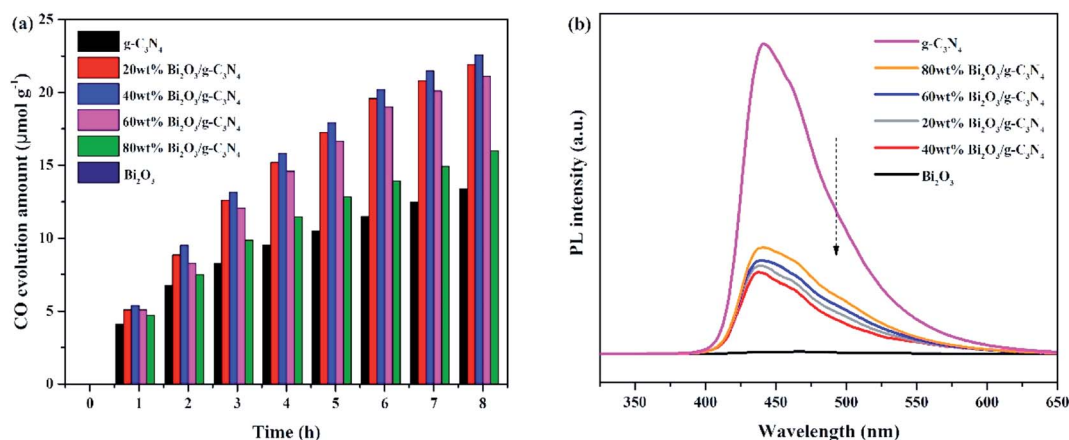 (a)
g-C₃N₄
20wt% Bi₂O₃/g-C₃N₄
40wt% Bi₂O₃/g-C₃N₄
60wt% Bi₂O₃/g-C₃N₄
80wt% Bi₂O₃/g-C₃N₄
Bi₂O₃
CO evolution amount (μmol g⁻¹)
25
20
15
10
5
0
0 1 2 3 4 5 6 7 8
Time (h)
(b)
g-C₃N₄
80wt% Bi₂O₃/g-C₃N₄
60wt% Bi₂O₃/g-C₃N₄
20wt% Bi₂O₃/g-C₃N₄
40wt% Bi₂O₃/g-C₃N₄
Bi₂O₃
PL intensity (a.u.)
350 400 450 500 550 600 650
Wavelength (nm)